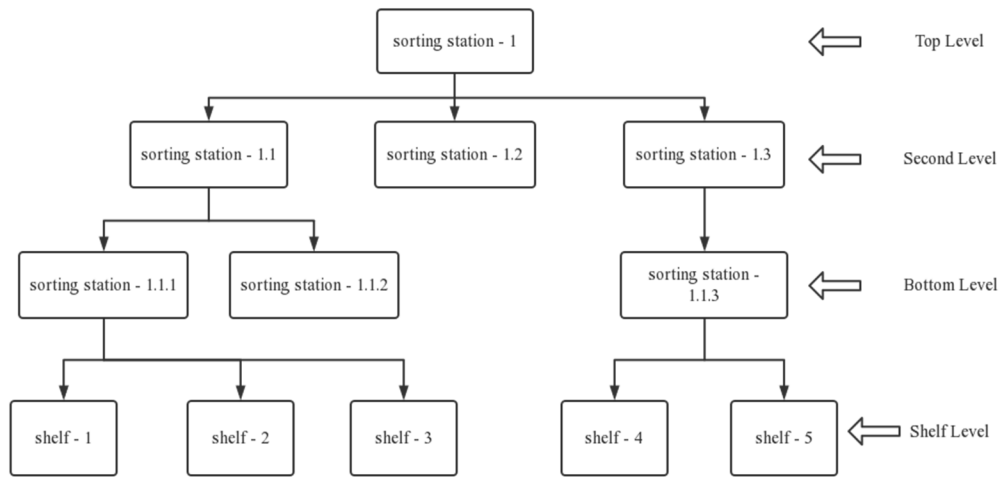 sorting station - 1
Top Level
sorting station - 1.1
sorting station - 1.2
sorting station - 1.3
Second Level
sorting station - 1.1.1
sorting station - 1.1.2
sorting station -
1.1.3
Bottom Level
shelf - 1
shelf - 2
shelf - 3
shelf - 4
shelf - 5
Shelf Level